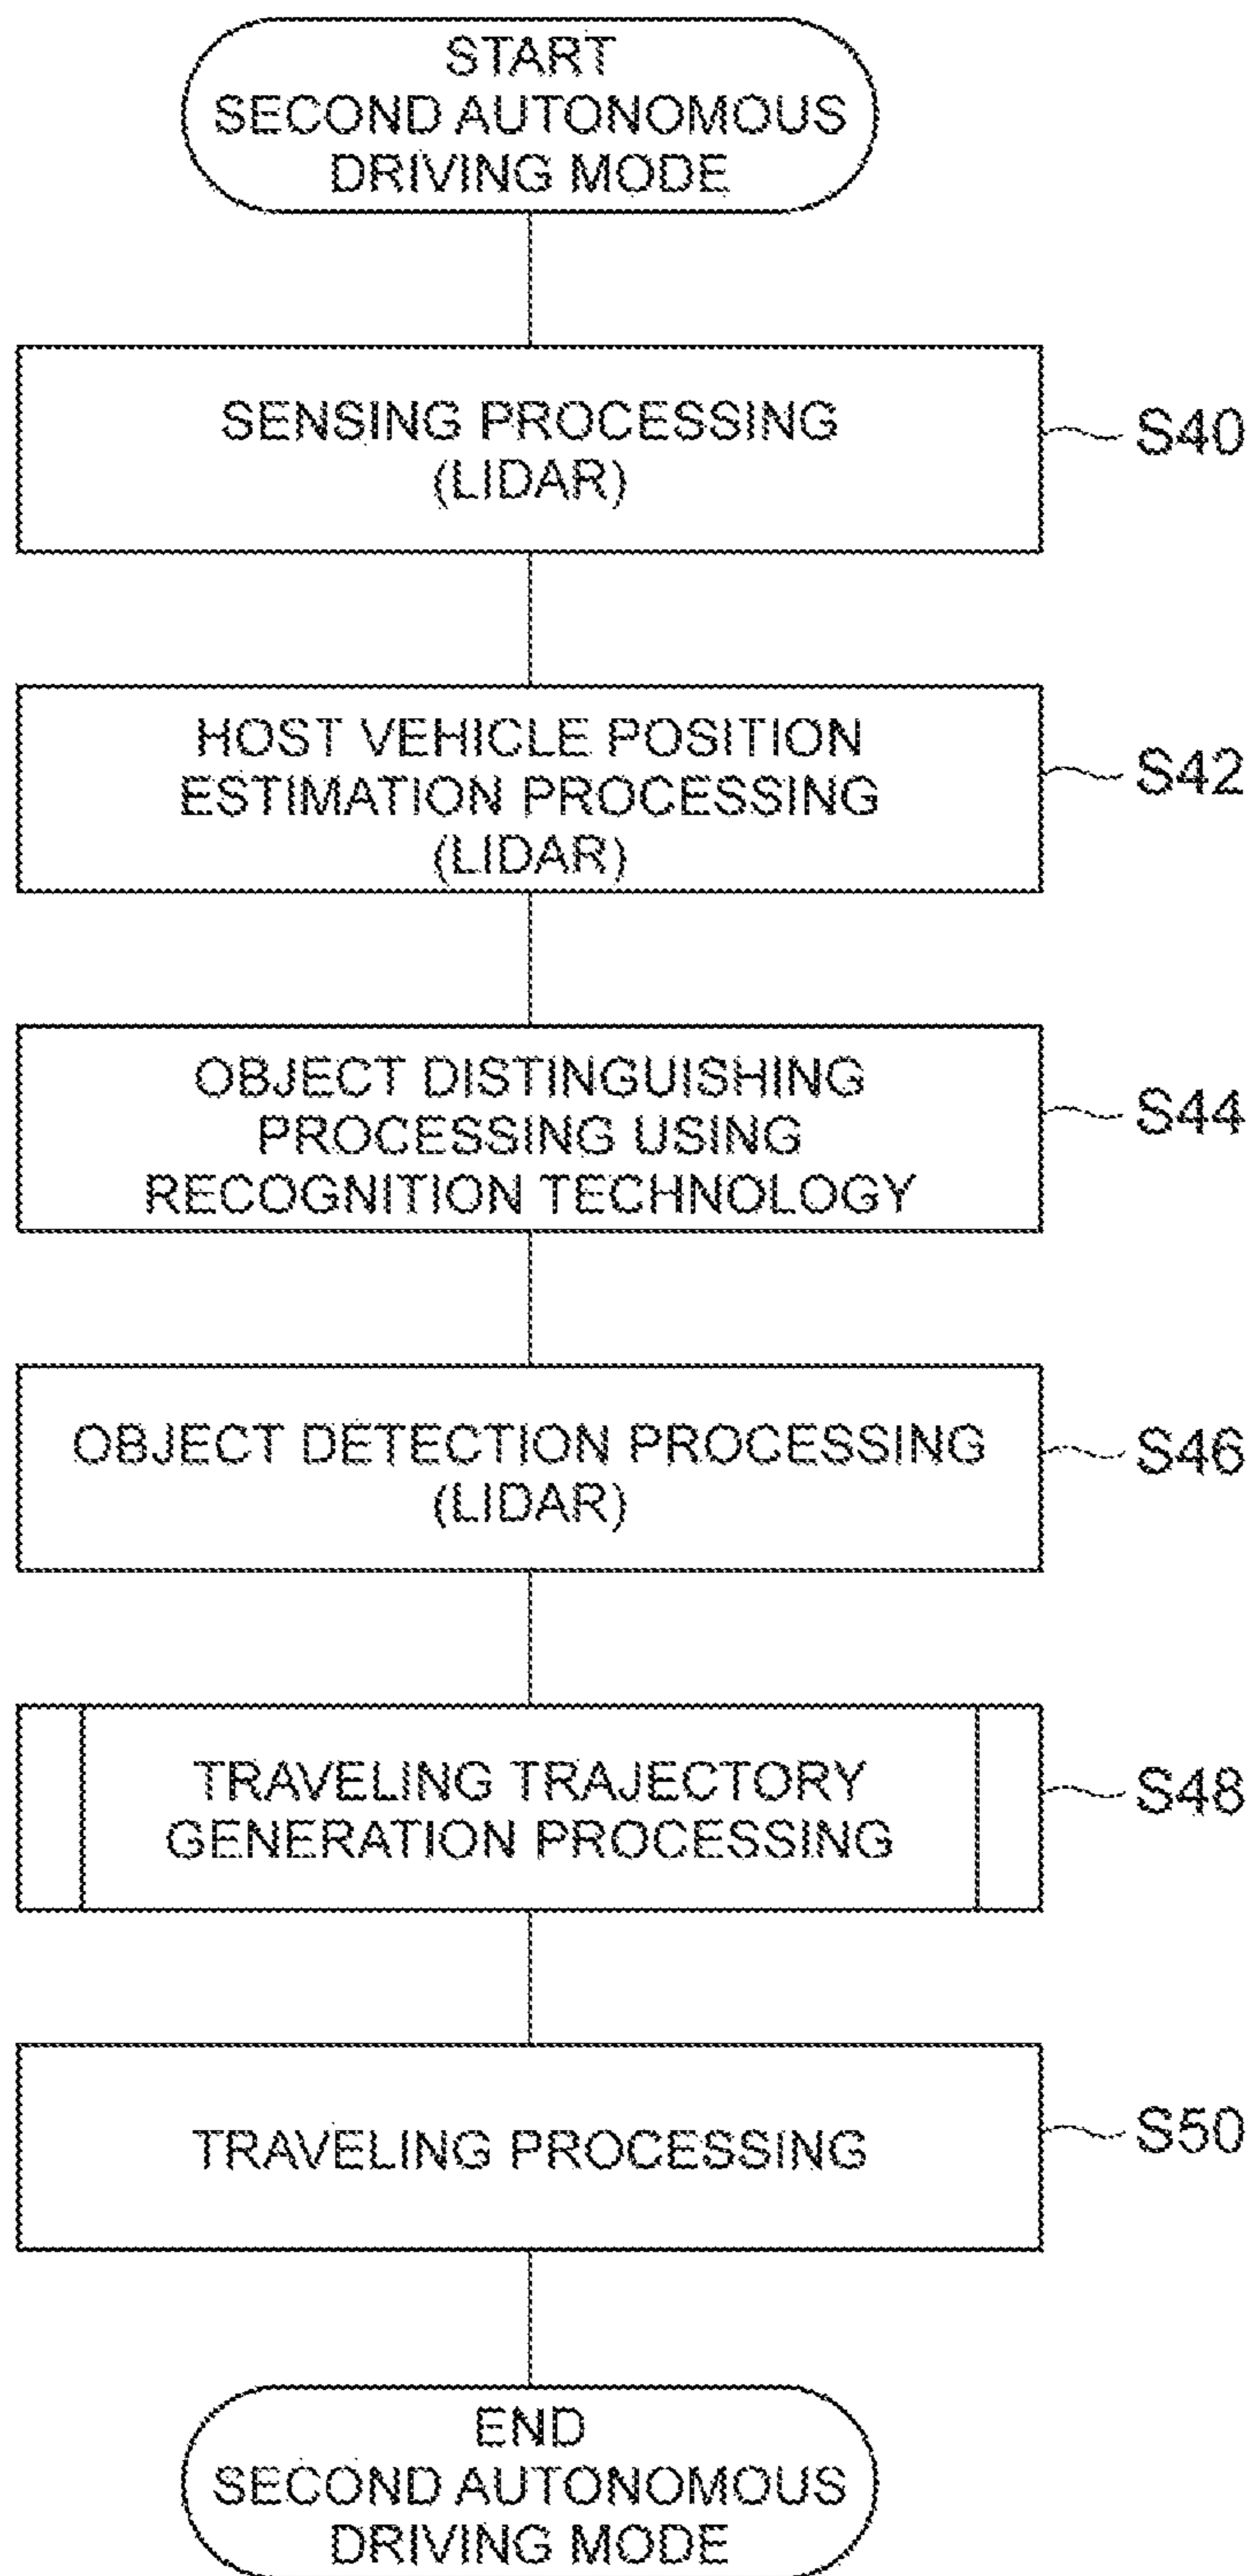 START
SECOND AUTONOMOUS
DRIVING MODE
SENSING PROCESSING
(LIDAR)
S40
HOST VEHICLE POSITION
ESTIMATION PROCESSING
(LIDAR)
S42
OBJECT DISTINGUISHING
PROCESSING USING
RECOGNITION TECHNOLOGY
S44
OBJECT DETECTION PROCESSING
(LIDAR)
S46
TRAVELING TRAJECTORY
GENERATION PROCESSING
S48
TRAVELING PROCESSING
S50
END
SECOND AUTONOMOUS
DRIVING MODE